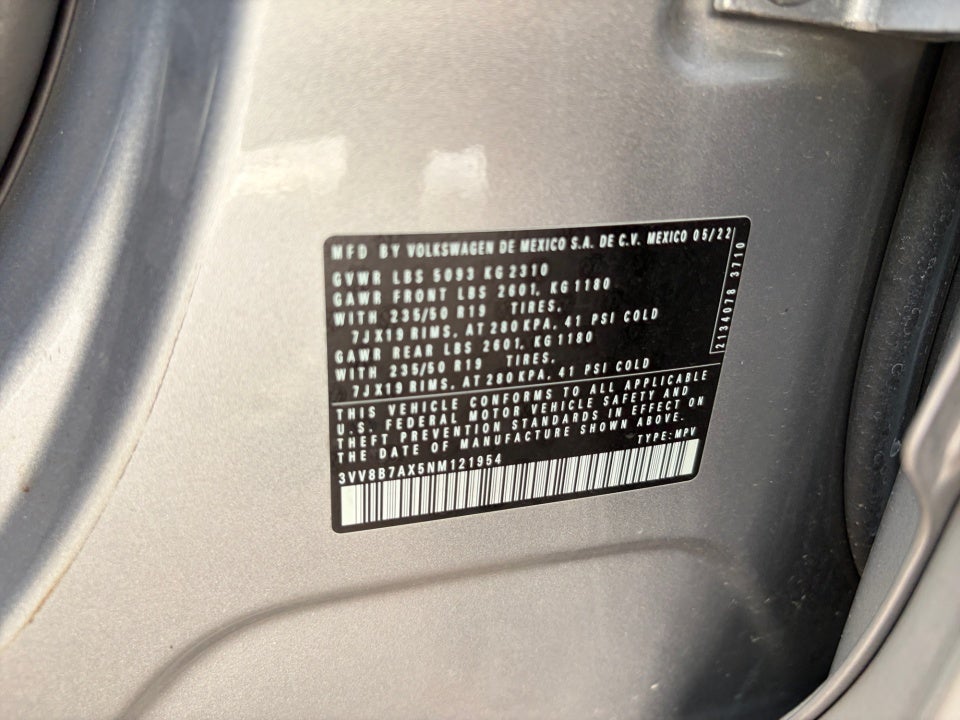 MFD BY VOLKSWAGEN DE MEXICO S.A. DE C.V. MEXICO 05/22
GVWR LBS 5093 KG 2310
GAWR FRONT LBS 2601, KG 1180
WITH 235/50 R19 TIRES,
7JX19 RIMS, AT 280 KPA, 41 PSI COLD
GAWR REAR LBS 2601, KG 1180
WITH 235/50 R19 TIRES,
7JX19 RIMS, AT 280 KPA, 41 PSI COLD
2134078 3710
THIS VEHICLE CONFORMS TO ALL APPLICABLE
U.S. FEDERAL MOTOR VEHICLE SAFETY AND
THEFT PREVENTION STANDARDS IN EFFECT ON
THE DATE OF MANUFACTURE SHOWN ABOVE.
TYPE:MPV
3VV8B7AX5NM121954